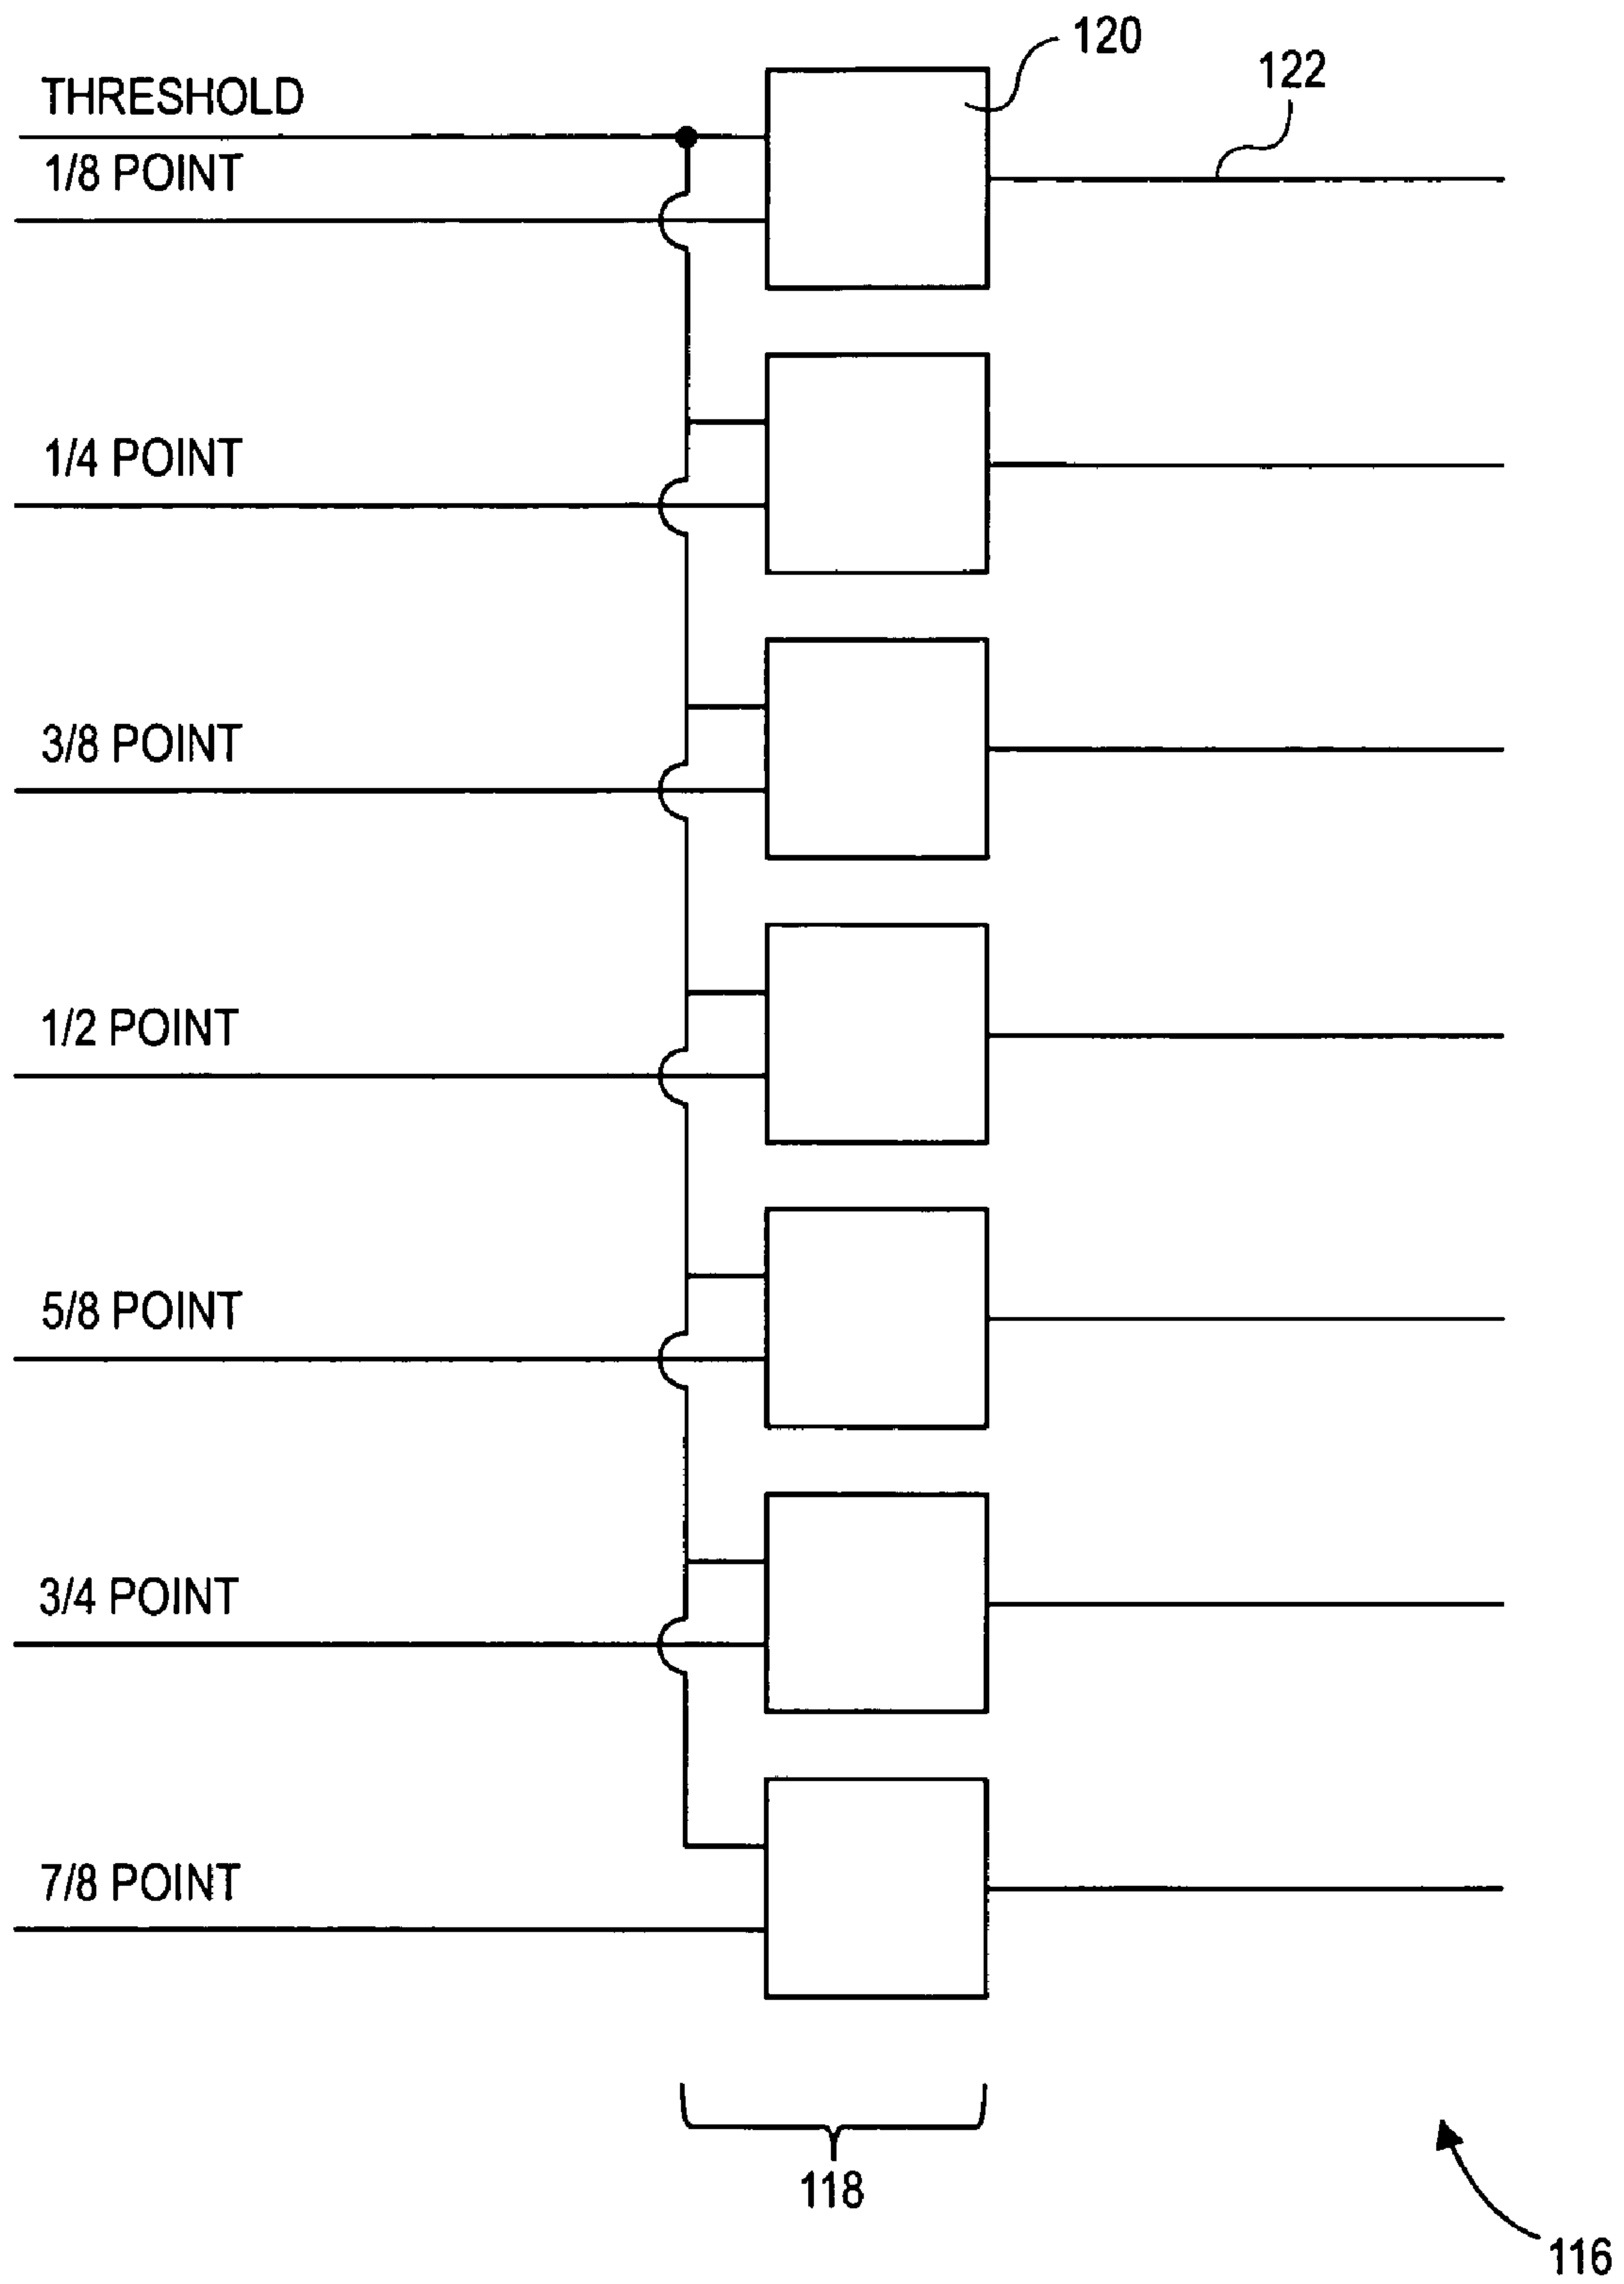 120
122
THRESHOLD
1/8 POINT
1/4 POINT
3/8 POINT
1/2 POINT
5/8 POINT
3/4 POINT
7/8 POINT
118
116